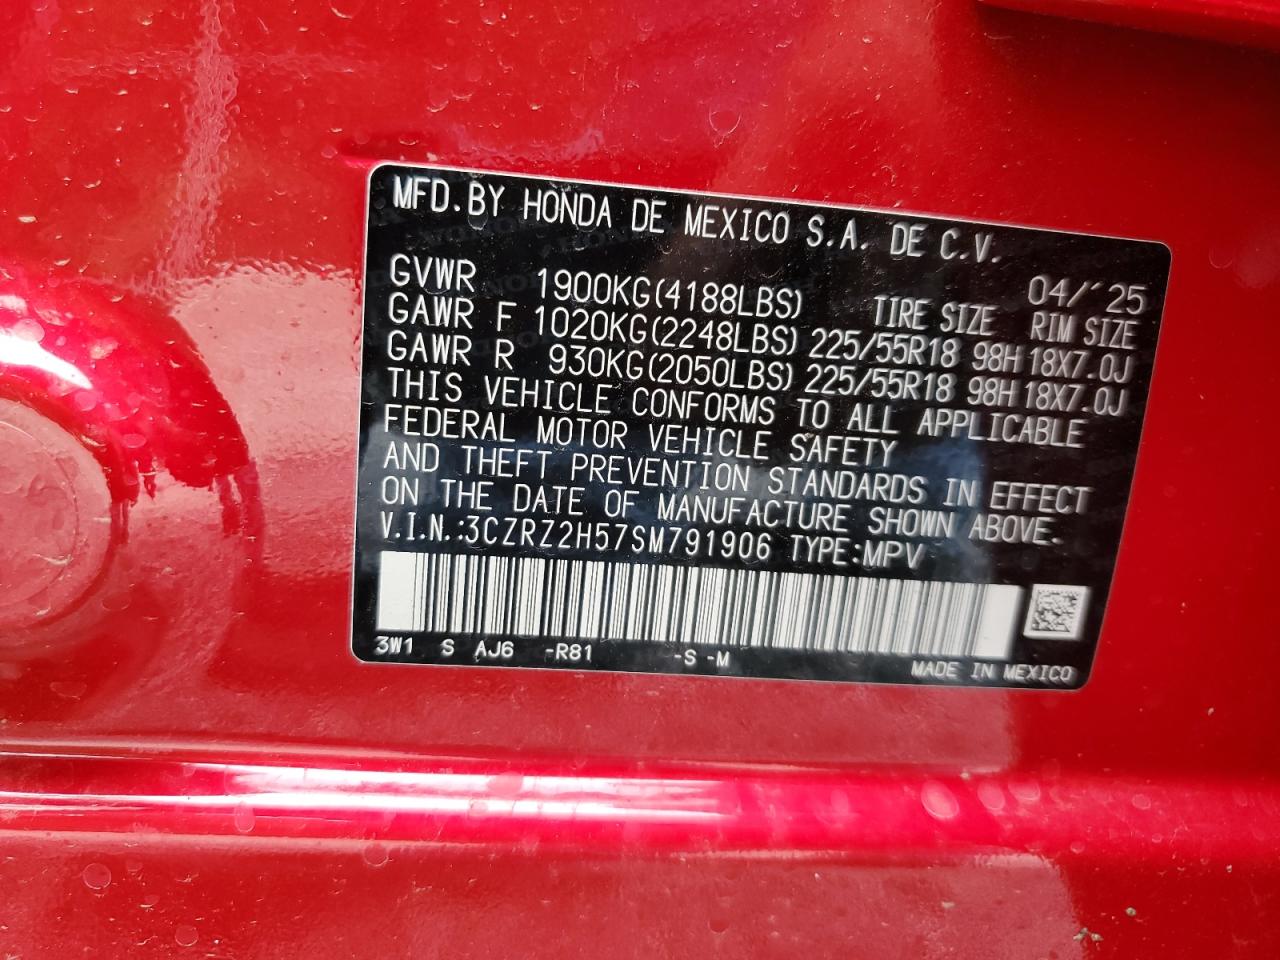 MFD.BY HONDA DE MEXICO S.A. DE C.V.
04/'25
GVWR 1900KG(4188LBS) TIRE SIZE RIM SIZE
GAWR F 1020KG(2248LBS) 225/55R18 98H 18X7.0J
GAWR R 930KG(2050LBS) 225/55R18 98H 18X7.0J
THIS VEHICLE CONFORMS TO ALL APPLICABLE
FEDERAL MOTOR VEHICLE SAFETY
AND THEFT PREVENTION STANDARDS IN EFFECT
ON THE DATE OF MANUFACTURE SHOWN ABOVE.
V.I.N.:3CZRZ2H57SM791906 TYPE:MPV
3W1 S AJ6 -R81 -S -M
MADE IN MEXICO